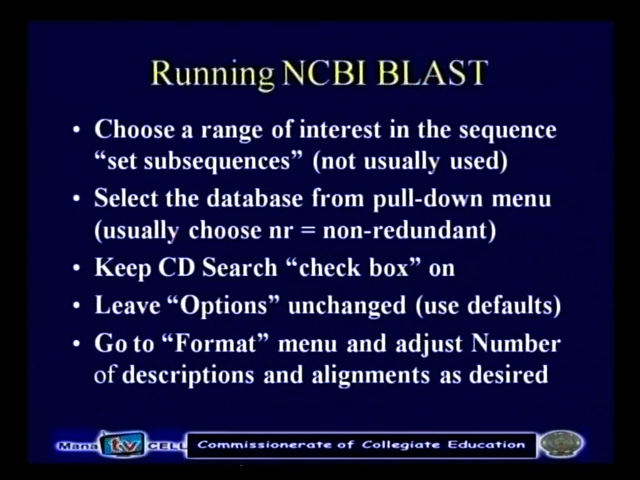 Running NCBI BLAST
• Choose a range of interest in the sequence
“set subsequences” (not usually used)
• Select the database from pull-down menu
(usually choose nr = non-redundant)
• Keep CD Search “check box” on
• Leave “Options” unchanged (use defaults)
• Go to “Format” menu and adjust Number
of descriptions and alignments as desired
Mana tv CELL Commissionerate of Collegiate Education